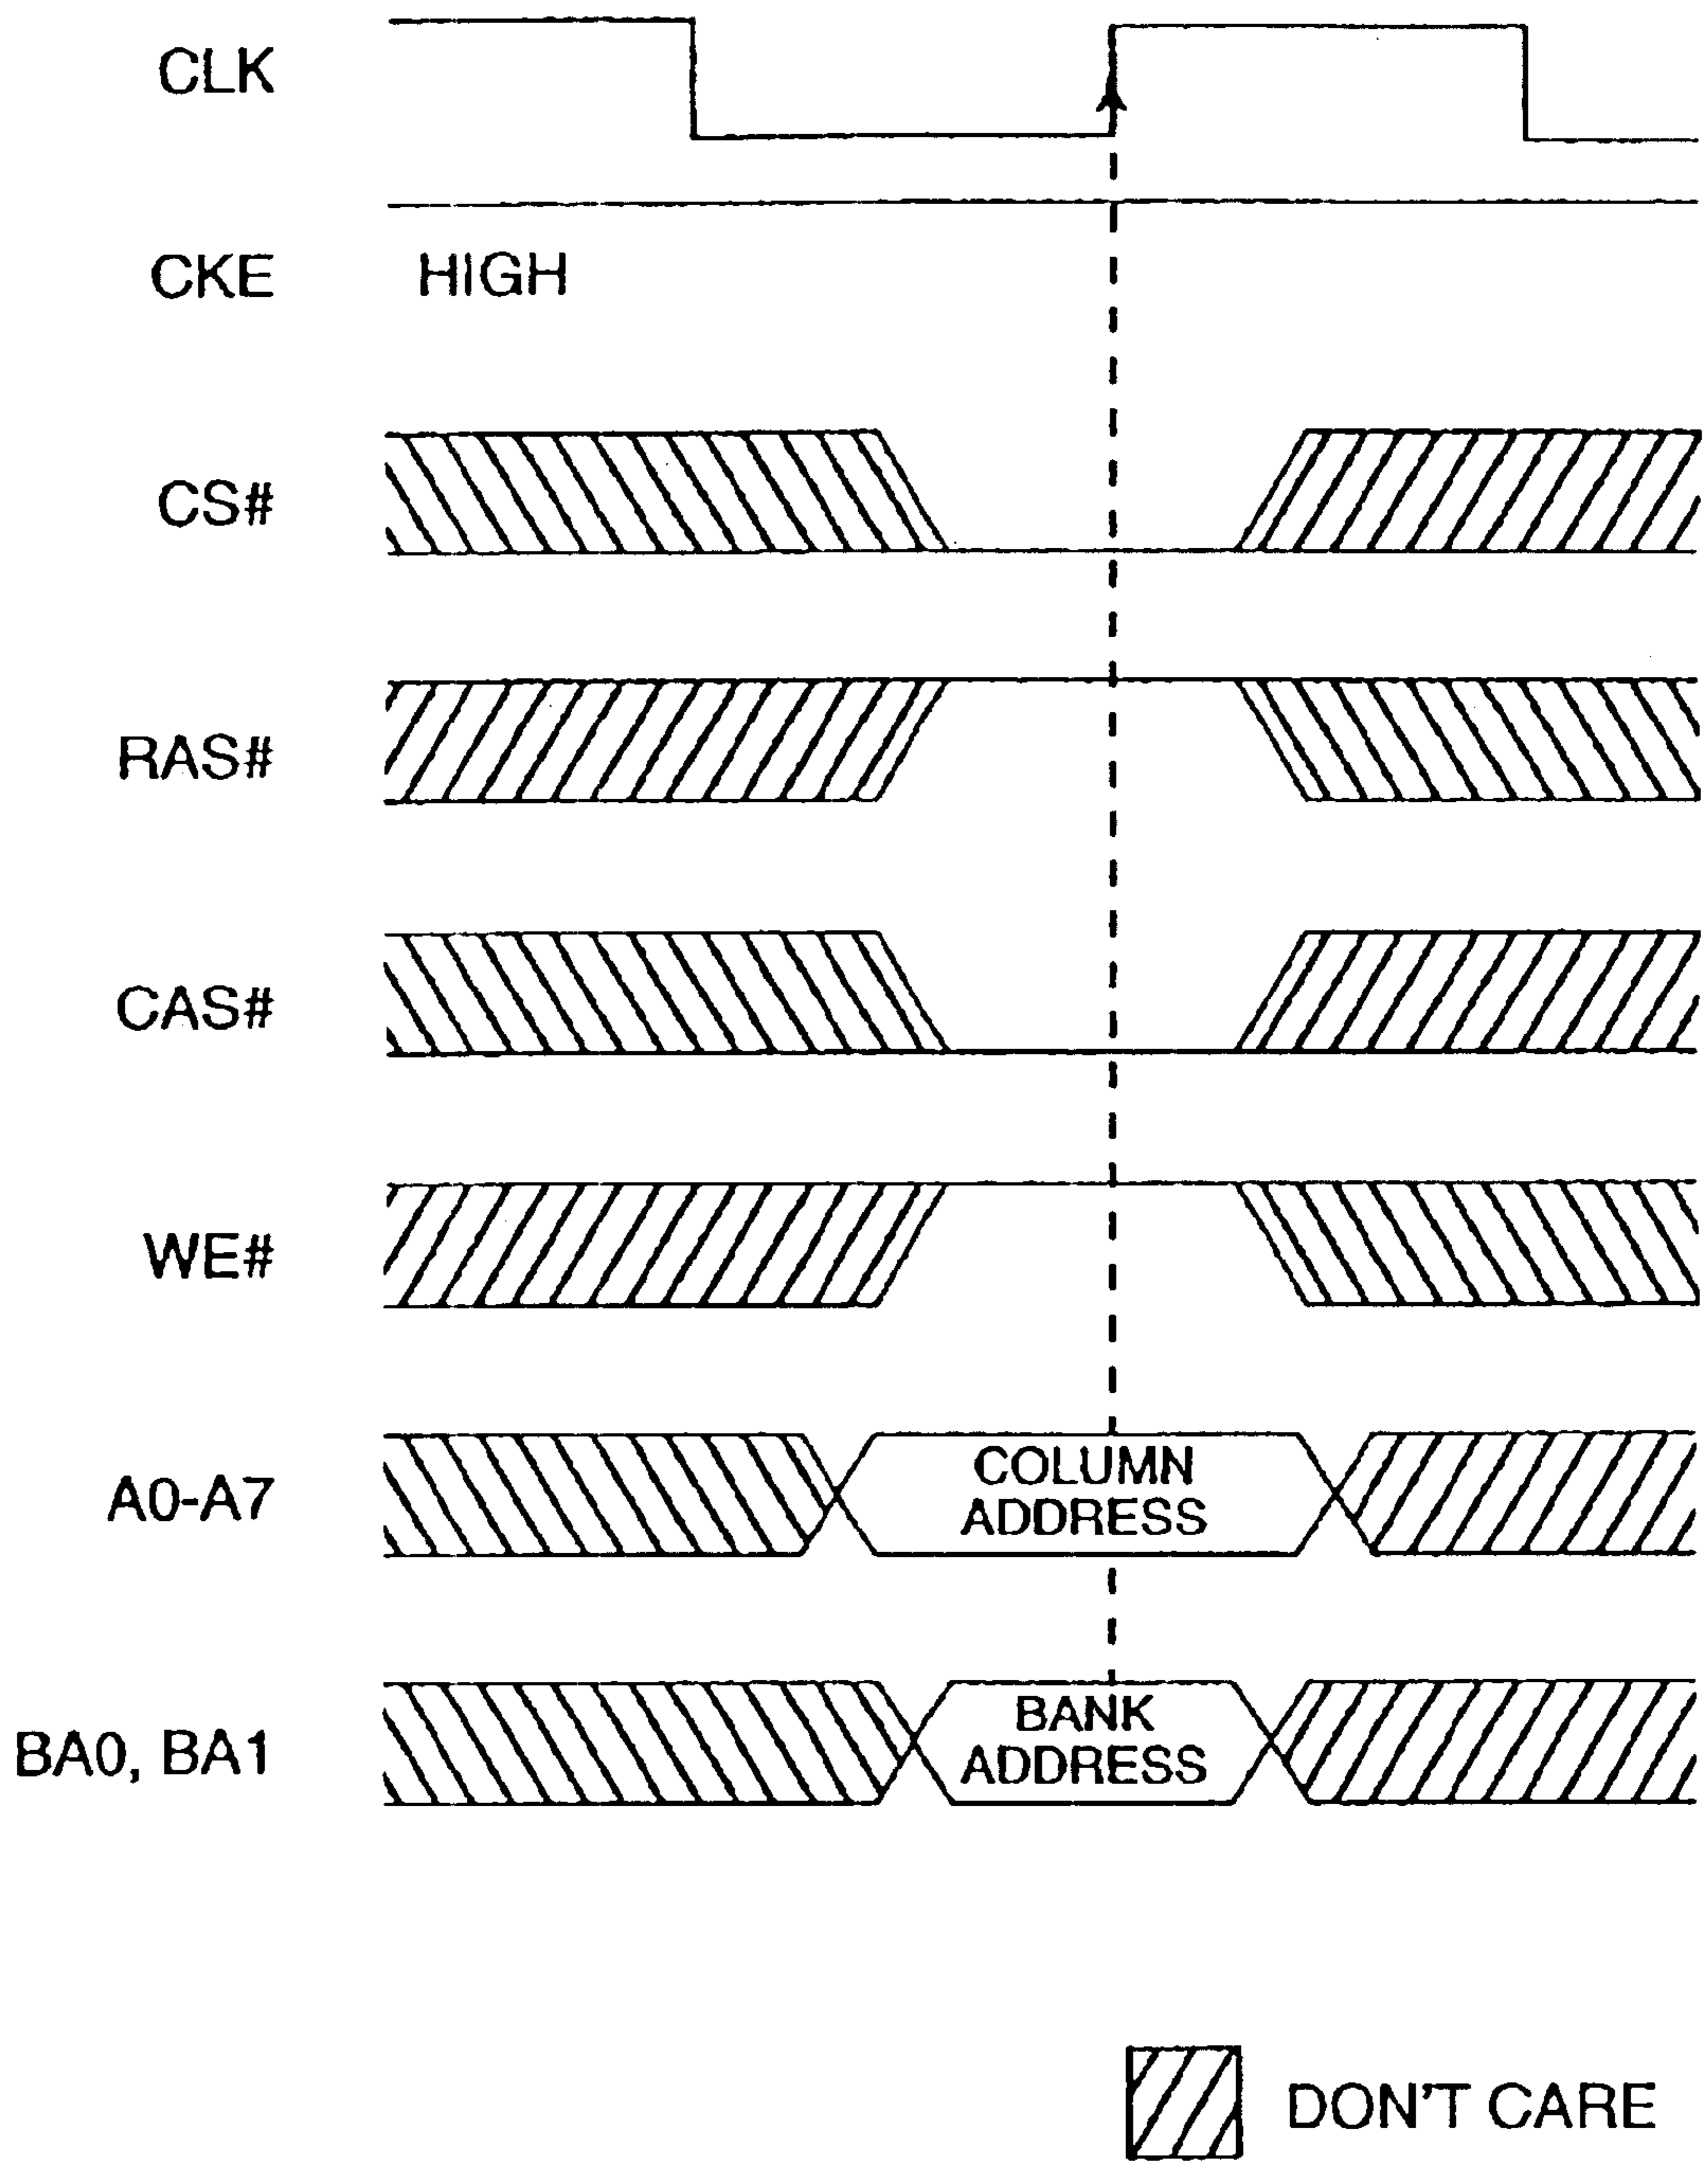 CLK
CKE HIGH
CS#
RAS#
CAS#
WE#
A0-A7
COLUMN
ADDRESS
BA0, BA1
BANK
ADDRESS
DON'T CARE